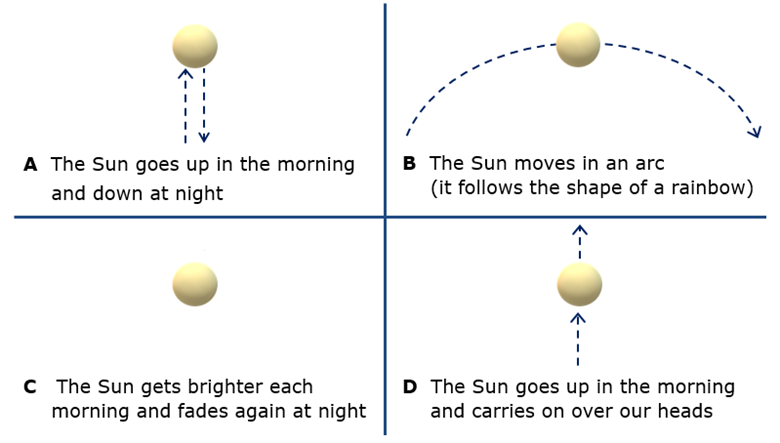 A The Sun goes up in the morning
and down at night
B The Sun moves in an arc
(it follows the shape of a rainbow)
C The Sun gets brighter each
morning and fades again at night
D The Sun goes up in the morning
and carries on over our heads